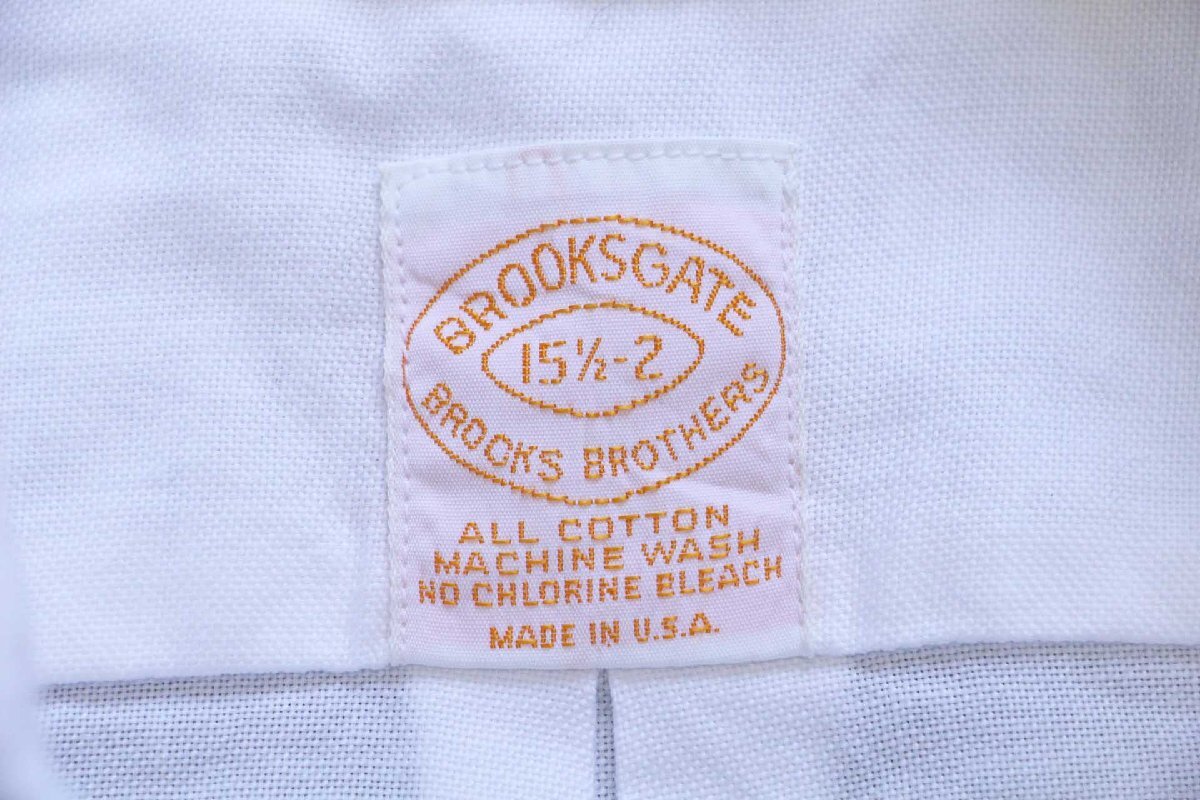 BROOKSGATE
15½-2
BROOKS BROTHERS
ALL COTTON
MACHINE WASH
NO CHLORINE BLEACH
MADE IN U.S.A.